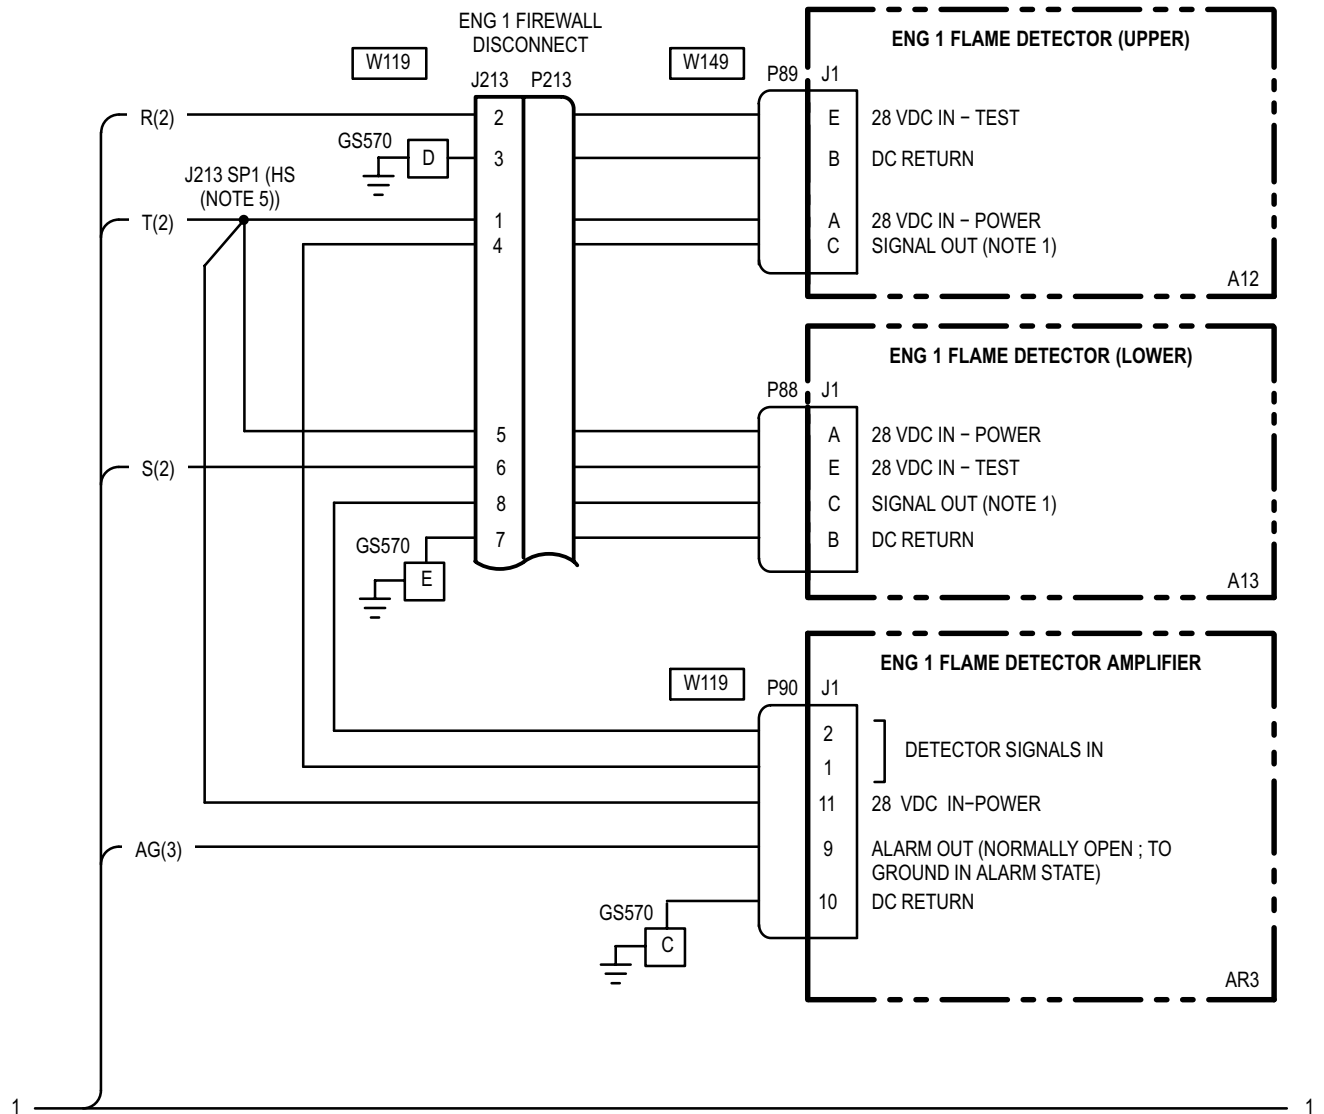 ENG 1 FIREWALL
DISCONNECT
W119
J213 P213
W149
P89 J1
ENG 1 FLAME DETECTOR (UPPER)
R(2)
2
E 28 VDC IN − TEST
GS570
D
3
B DC RETURN
J213 SP1 (HS
(NOTE 5))
T(2)
1
A 28 VDC IN − POWER
4
C SIGNAL OUT (NOTE 1)
A12
ENG 1 FLAME DETECTOR (LOWER)
P88 J1
5
A 28 VDC IN − POWER
S(2)
6
E 28 VDC IN − TEST
8
C SIGNAL OUT (NOTE 1)
GS570
E
7
B DC RETURN
A13
ENG 1 FLAME DETECTOR AMPLIFIER
W119
P90 J1
2
1
DETECTOR SIGNALS IN
11 28 VDC IN−POWER
AG(3)
9 ALARM OUT (NORMALLY OPEN ; TO
GROUND IN ALARM STATE)
10 DC RETURN
GS570
C
AR3
1 1